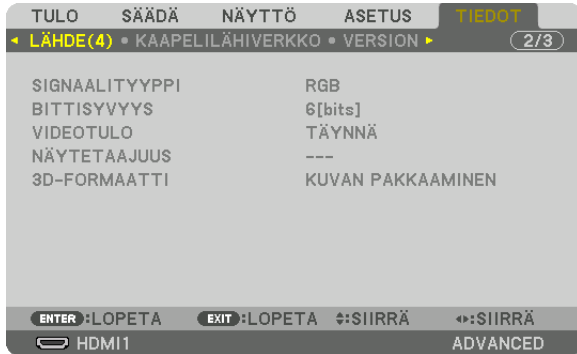 TULO SÄÄDÄ NÄYTTÖ ASETUS TIEDOT
◄ LÄHDE(4) • KAAPELILÄHIVERKKO • VERSION ► 2/3
SIGNAALITYYPPI RGB
BITTISYVYYS 6[bits]
VIDEOTULO TÄYNNÄ
NÄYTETAAJUUS ---
3D-FORMAATTI KUVAN PAKKAAMINEN
ENTER :LOPETA EXIT :LOPETA ⬍:SIIRRÄ ⬌:SIIRRÄ
HDMI1 ADVANCED